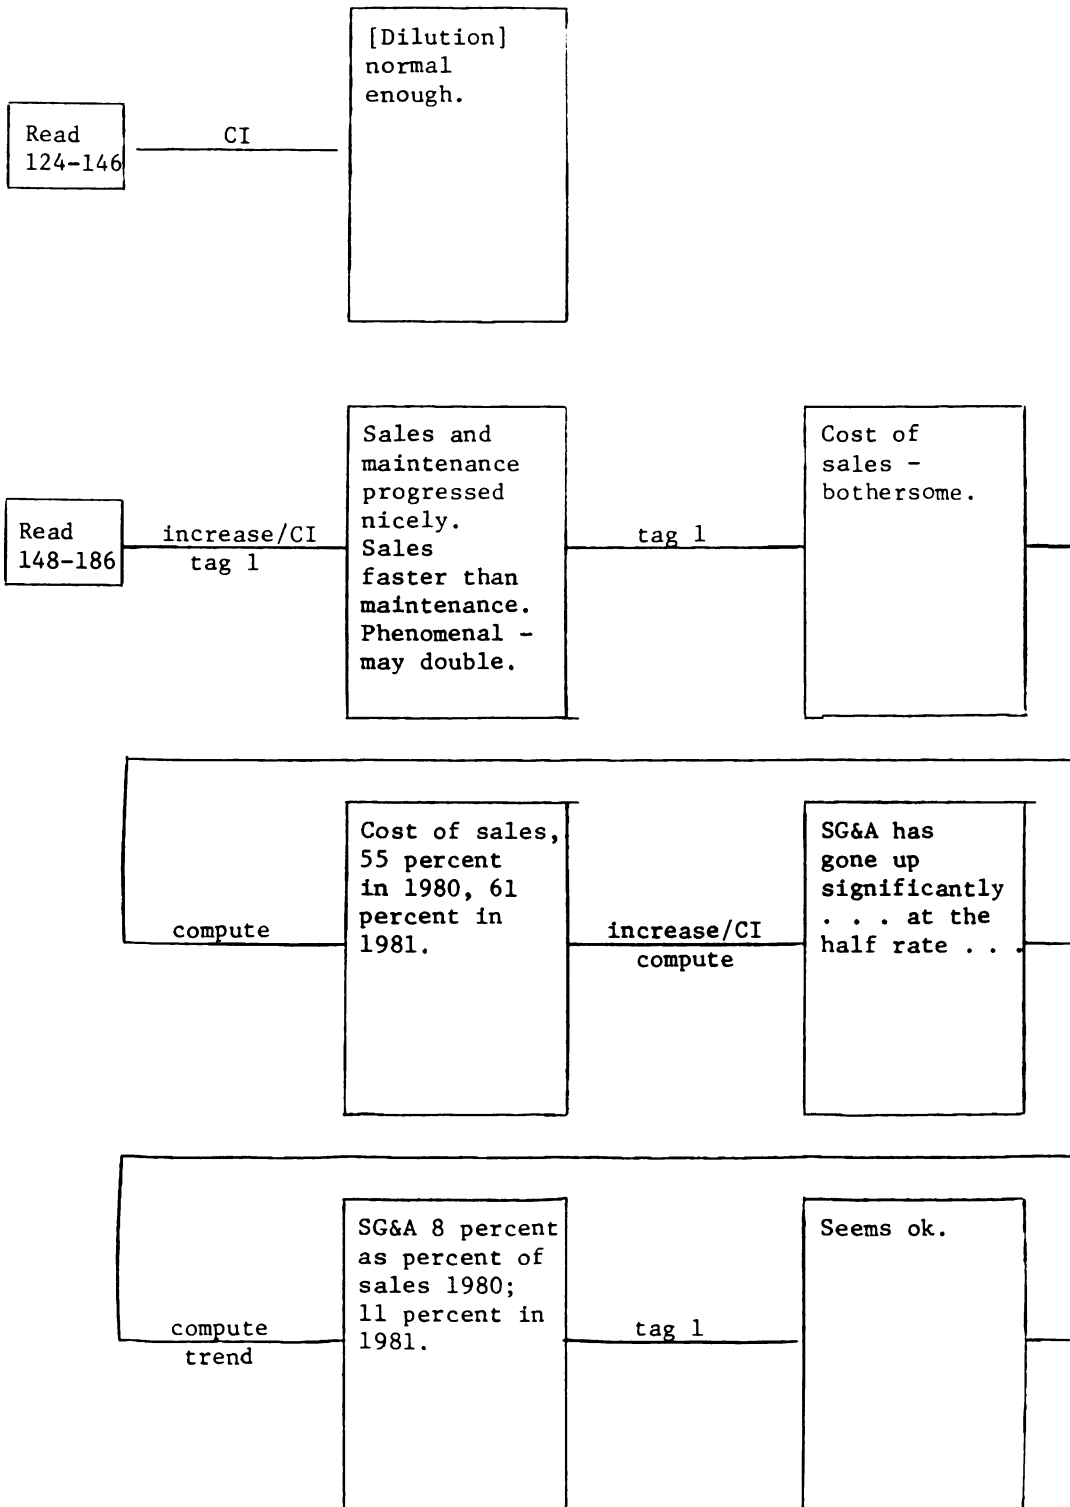 [Dilution]
normal
enough.
Read
124-146
CI
Read
148-186
increase/CI
tag 1
Sales and
maintenance
progressed
nicely.
Sales
faster than
maintenance.
Phenomenal -
may double.
tag 1
Cost of
sales -
bothersome.
compute
Cost of sales,
55 percent
in 1980, 61
percent in
1981.
increase/CI
compute
SG&A has
gone up
significantly
. . . at the
half rate . . .
compute
trend
SG&A 8 percent
as percent of
sales 1980;
11 percent in
1981.
tag 1
Seems ok.